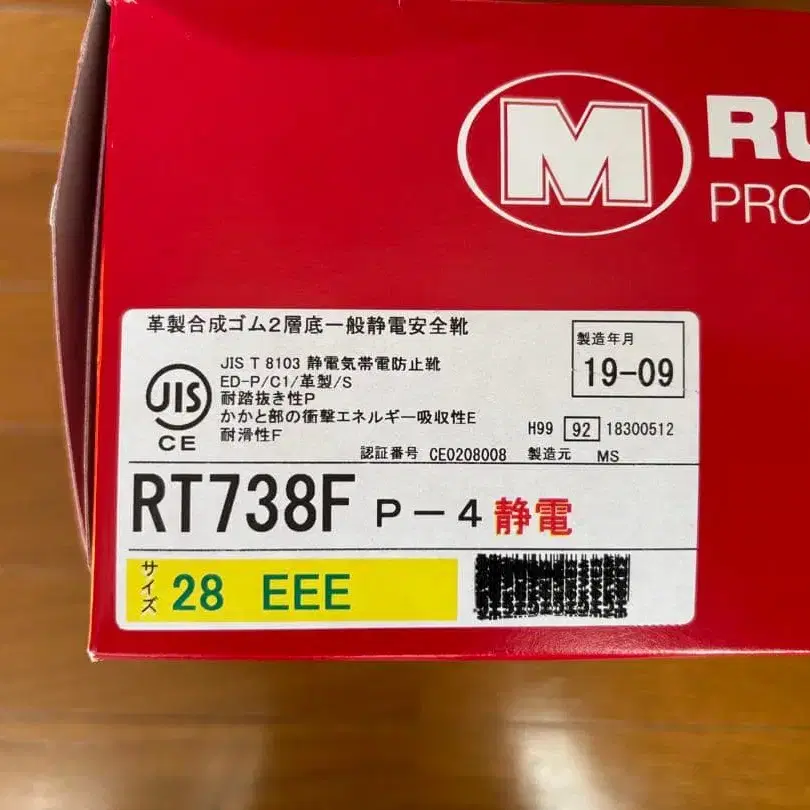 M
Ru
PRO
革製合成ゴム2層底一般静電安全靴
製造年月
19-09
JIS
CE
JIS T 8103 静電気帯電防止靴
ED-P/C1/革製/S
耐踏抜き性P
かかと部の衝撃エネルギー吸収性E
耐滑性F
H99 92 18300512
認証番号 CE0208008 製造元 MS
RT738F P-4 静電
サイズ 28 EEE